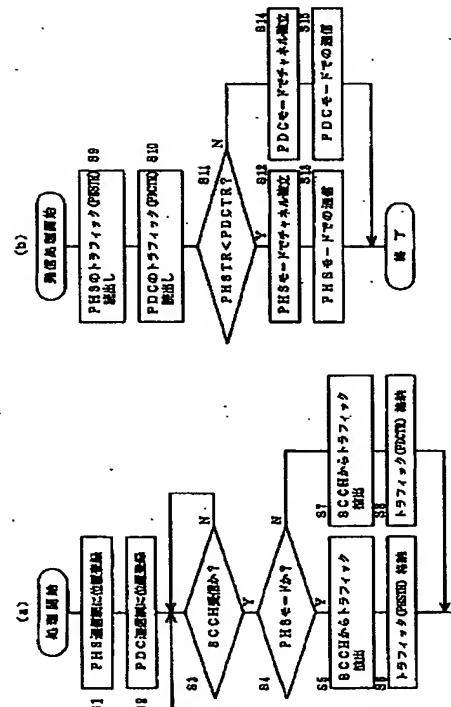 (a)
処理開始
S1
PHS通信網に位置登録
S2
PDC通信網に位置登録
S3
BCCH受信か?
N
Y
S4
PHSモードか?
N
Y
S5
BCCHからトラフィック
検出
S6
トラフィック(PHSTR) 格納
S7
BCCHからトラフィック
検出
S8
トラフィック(PDCTR) 格納
(b)
発信処理開始
PHSのトラフィック(PHSTR)
読出し
S9
PDCのトラフィック(PDCTR)
読出し
S10
S11
PHSTR<PDCTR?
N
Y
S12
PHSモードでチャネル確立
S13
PHSモードでの通信
S14
PDCモードでチャネル確立
S15
PDCモードでの通信
終了